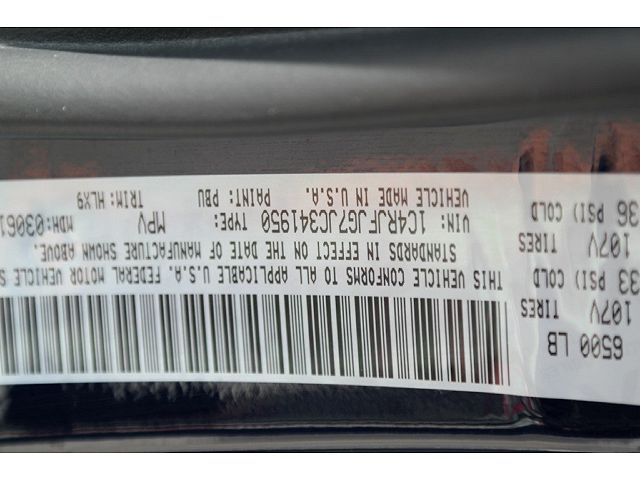 6500 LB
107V TIRES
33 PSI) COLD
107V TIRES
36 PSI) COLD
THIS VEHICLE CONFORMS TO ALL APPLICABLE U.S.A. FEDERAL MOTOR VEHICLE S
STANDARDS IN EFFECT ON THE DATE OF MANUFACTURE SHOWN ABOVE.
VIN: 1C4RJFJG7JC341950 TYPE: MPV MDH:03061
VEHICLE MADE IN U.S.A. PAINT: PBU TRIM: HLX9